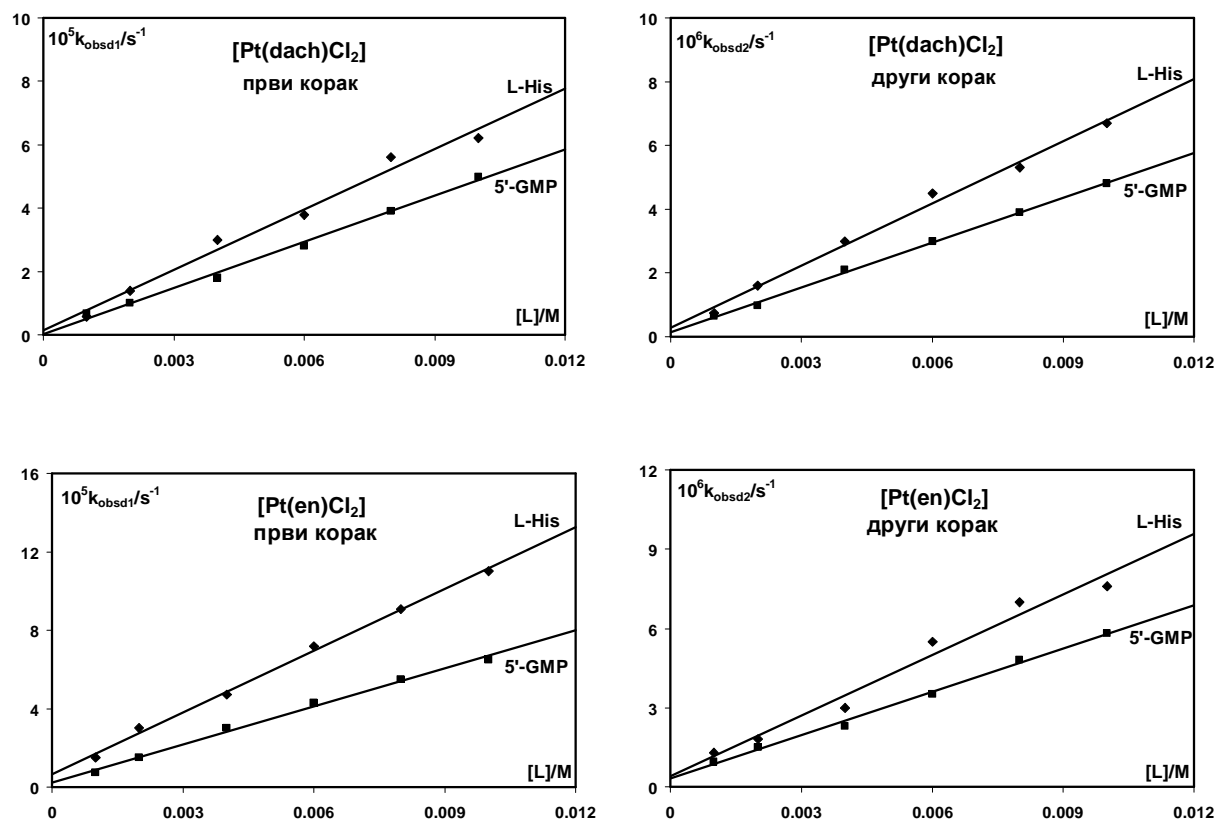 10⁵k_obsd1/s⁻¹
[Pt(dach)Cl₂]
први корак
L-His
5'-GMP
[L]/M
10
8
6
4
2
0
0 0.003 0.006 0.009 0.012
10⁶k_obsd2/s⁻¹
[Pt(dach)Cl₂]
други корак
L-His
5'-GMP
[L]/M
10
8
6
4
2
0
0 0.003 0.006 0.009 0.012
10⁵k_obsd1/s⁻¹
[Pt(en)Cl₂]
први корак
L-His
5'-GMP
[L]/M
16
12
8
4
0
0 0.003 0.006 0.009 0.012
10⁶k_obsd2/s⁻¹
[Pt(en)Cl₂]
други корак
L-His
5'-GMP
[L]/M
12
9
6
3
0
0 0.003 0.006 0.009 0.012